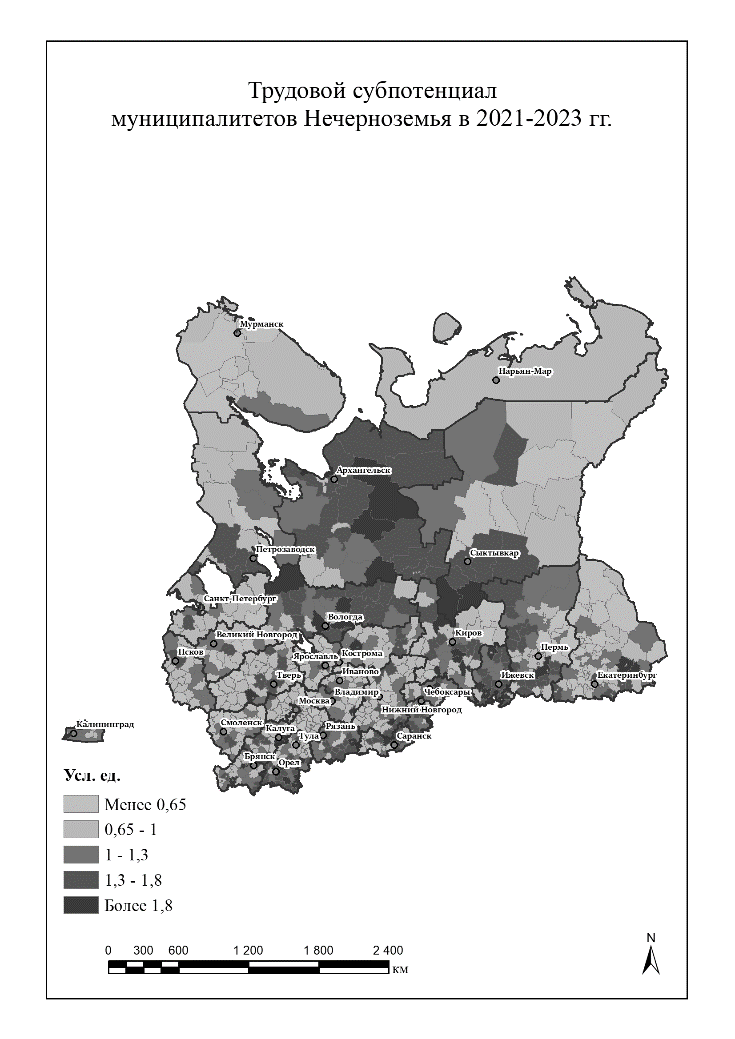 Трудовой субпотенциал
муниципалитетов Нечерноземья в 2021-2023 гг.
Мурманск
Нарьян-Мар
Архангельск
Сыктывкар
Петрозаводск
Санкт-Петербург
Вологда
Великий Новгород
Киров
Псков
Ярославль
Кострома
Пермь
Иваново
Тверь
Ижевск
Екатеринбург
Владимир
Чебоксары
Москва
Нижний Новгород
Калининград
Смоленск
Калуга
Рязань
Тула
Саранск
Брянск
Орел
Усл. ед.
Менее 0,65
0,65 - 1
1 - 1,3
1,3 - 1,8
Более 1,8
0 300 600 1 200 1 800 2 400
км
N